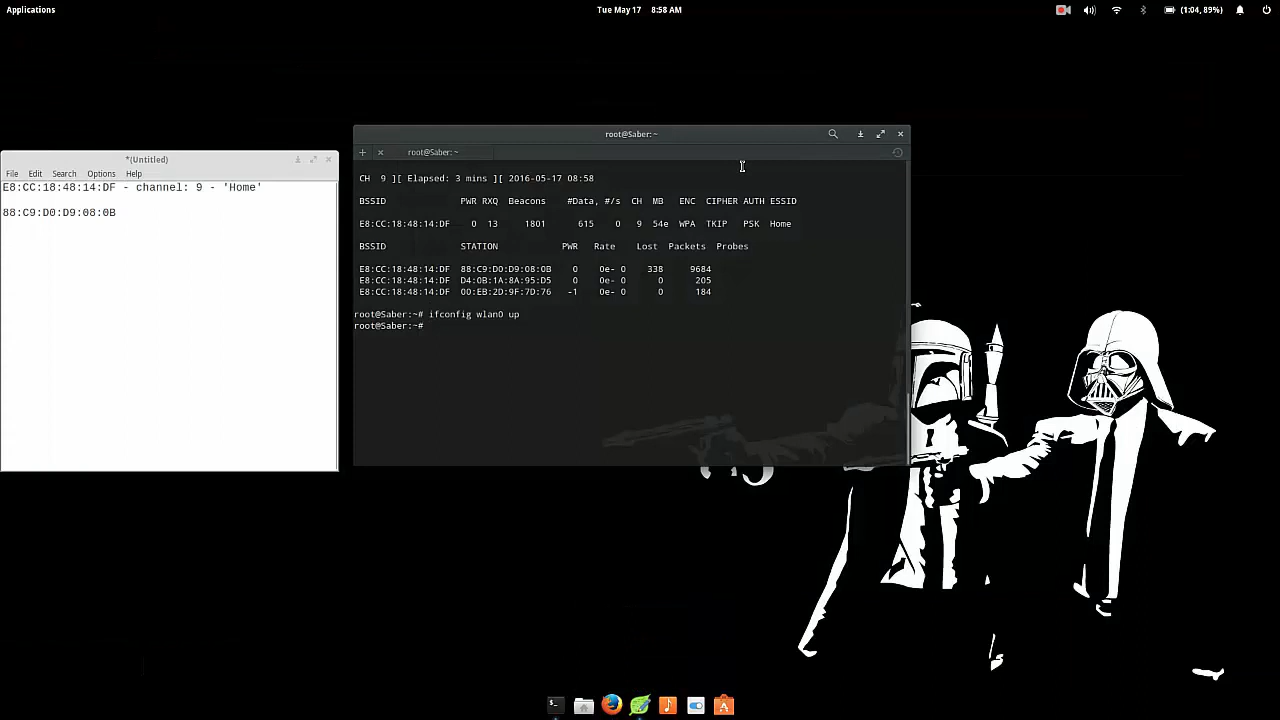 Applications
Tue May 17 8:58 AM
(1:04, 89%)
*(Untitled)
File Edit Search Options Help
E8:CC:18:48:14:DF - channel: 9 - 'Home'
88:C9:D0:D9:08:0B
root@Saber: ~
root@Saber: ~
CH 9 ][ Elapsed: 3 mins ][ 2016-05-17 08:58
BSSID PWR RXQ Beacons #Data, #/s CH MB ENC CIPHER AUTH ESSID
E8:CC:18:48:14:DF 0 13 1801 615 0 9 54e WPA TKIP PSK Home
BSSID STATION PWR Rate Lost Packets Probes
E8:CC:18:48:14:DF 88:C9:D0:D9:08:0B 0 0e- 0 338 9684
E8:CC:18:48:14:DF D4:0B:1A:8A:95:D5 0 0e- 0 0 205
E8:CC:18:48:14:DF 00:EB:2D:9F:7D:76 -1 0e- 0 0 184
root@Saber:~# ifconfig wlan0 up
root@Saber:~#